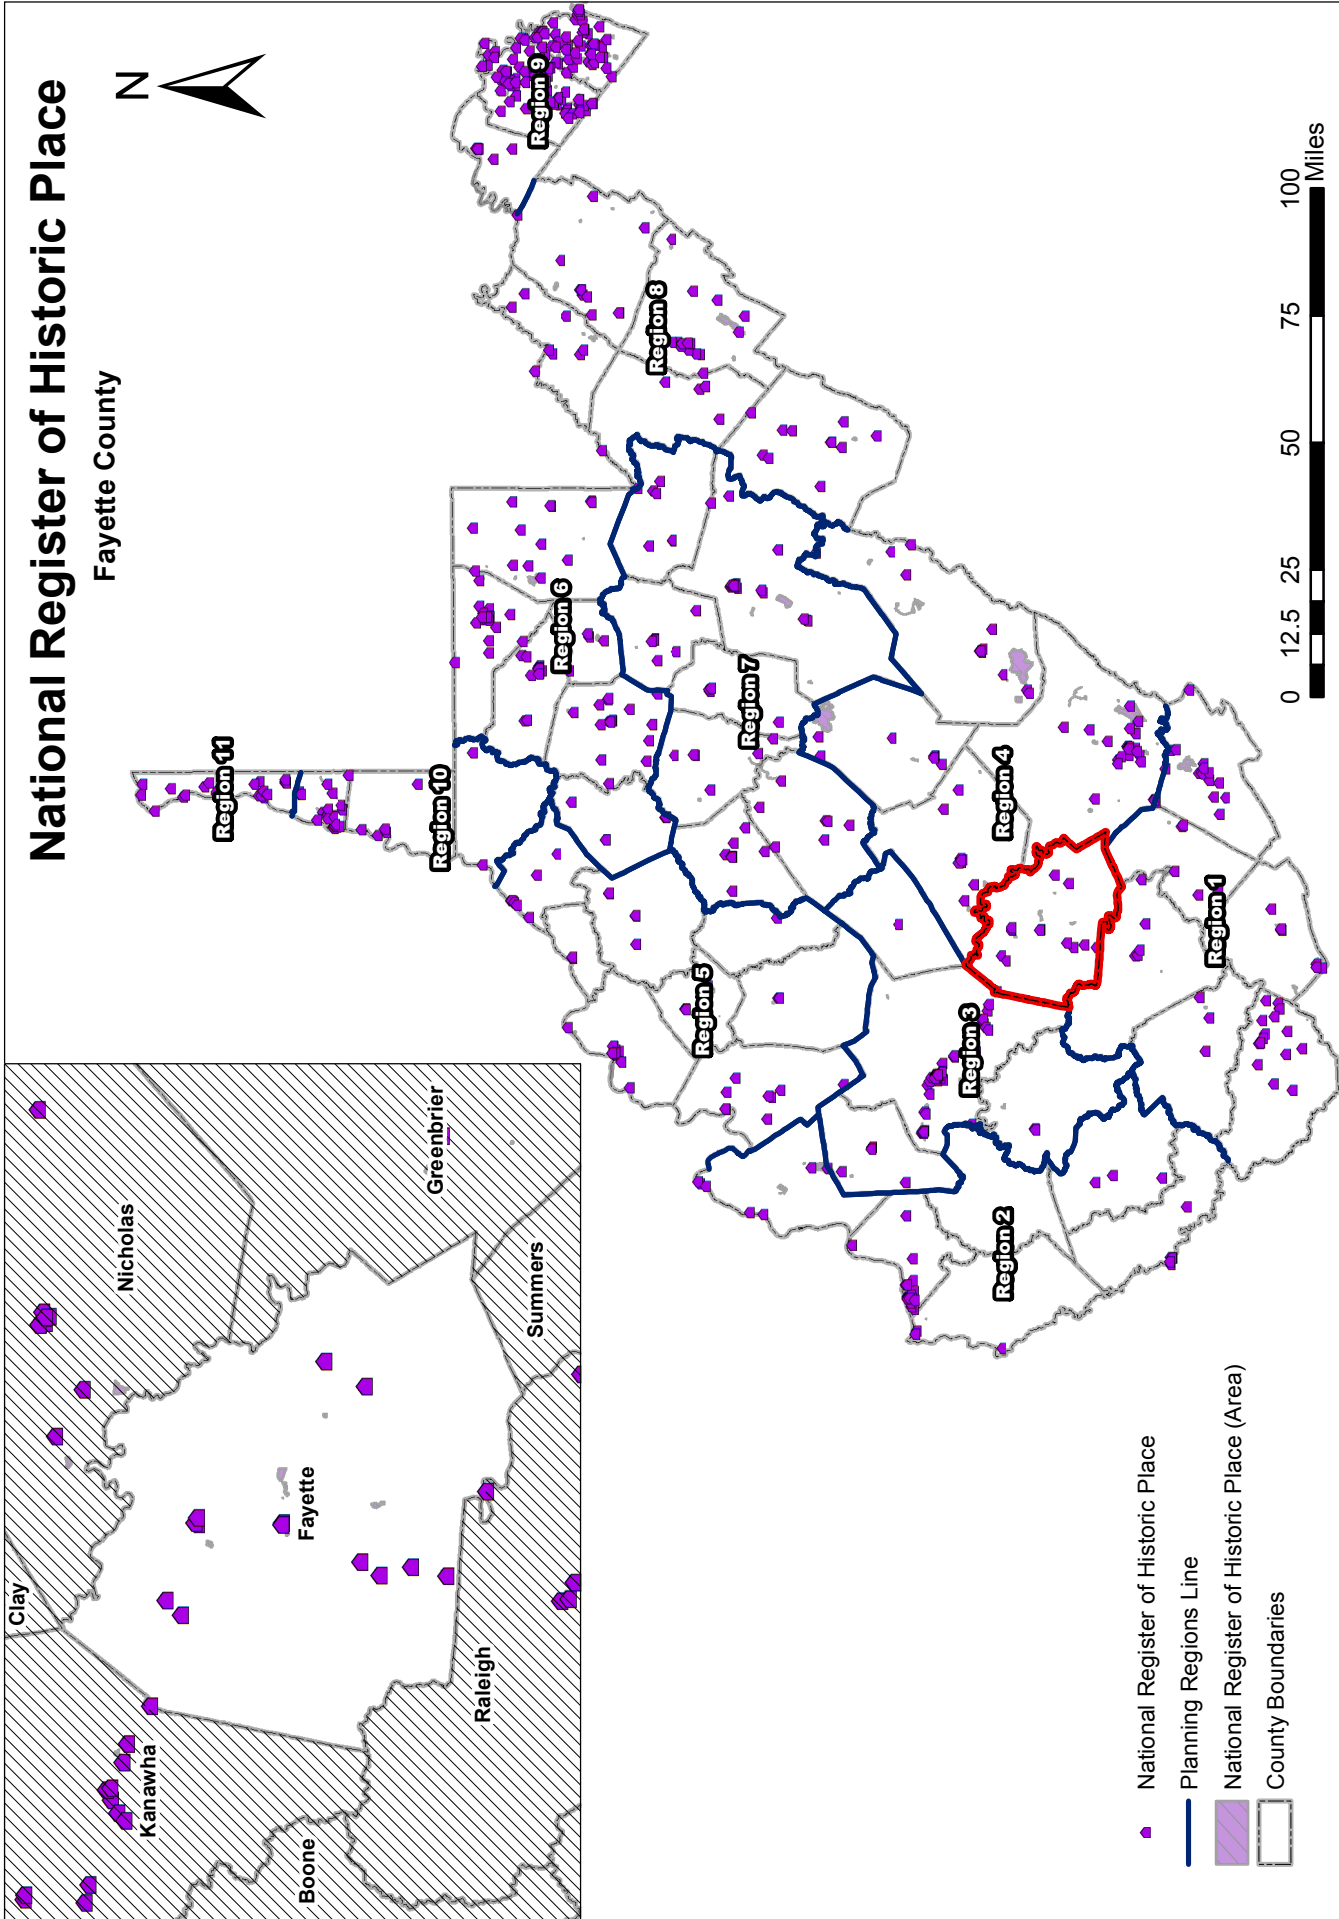 National Register of Historic Place
Fayette County
N
Clay
Nicholas
Kanawha
Greenbrier
Fayette
Boone
Raleigh
Summers
Region 11
Region 10
Region 6
Region 9
Region 8
Region 5
Region 7
Region 3
Region 4
Region 2
Region 1
National Register of Historic Place
Planning Regions Line
National Register of Historic Place (Area)
County Boundaries
0 12.5 25 50 75 100
Miles